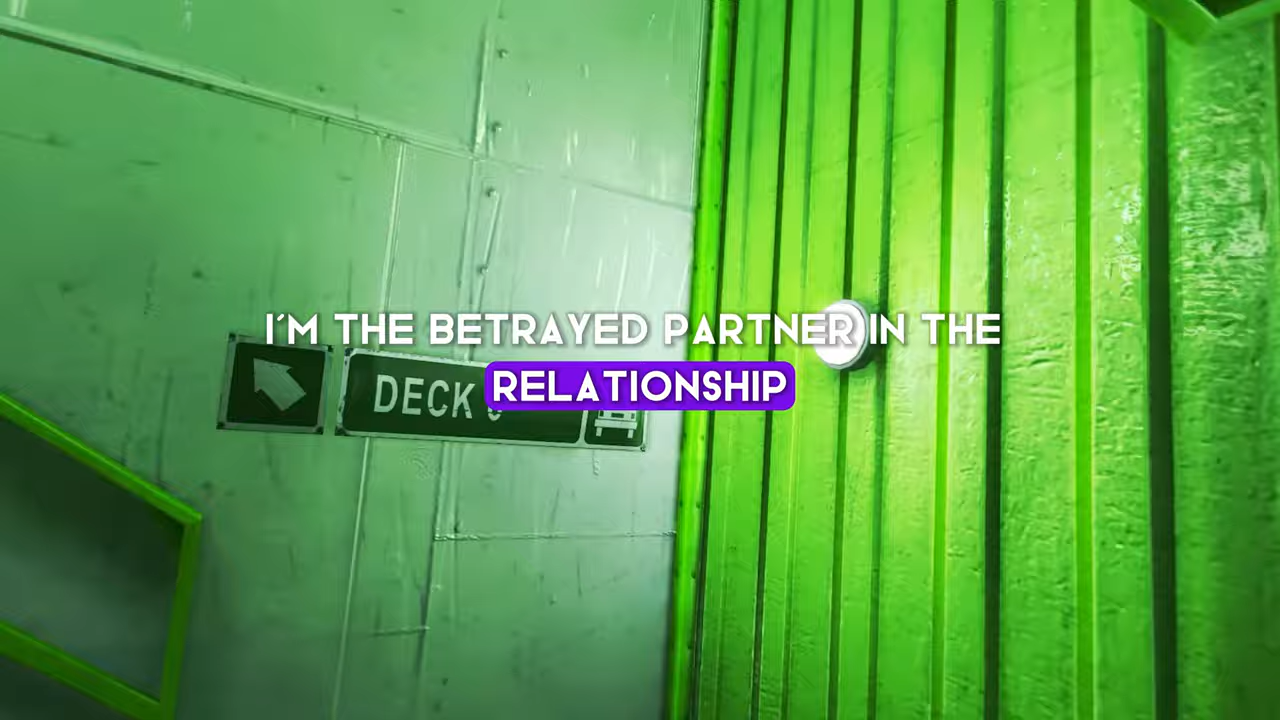 I'M THE BETRAYED PARTNER IN THE
RELATIONSHIP
DECK